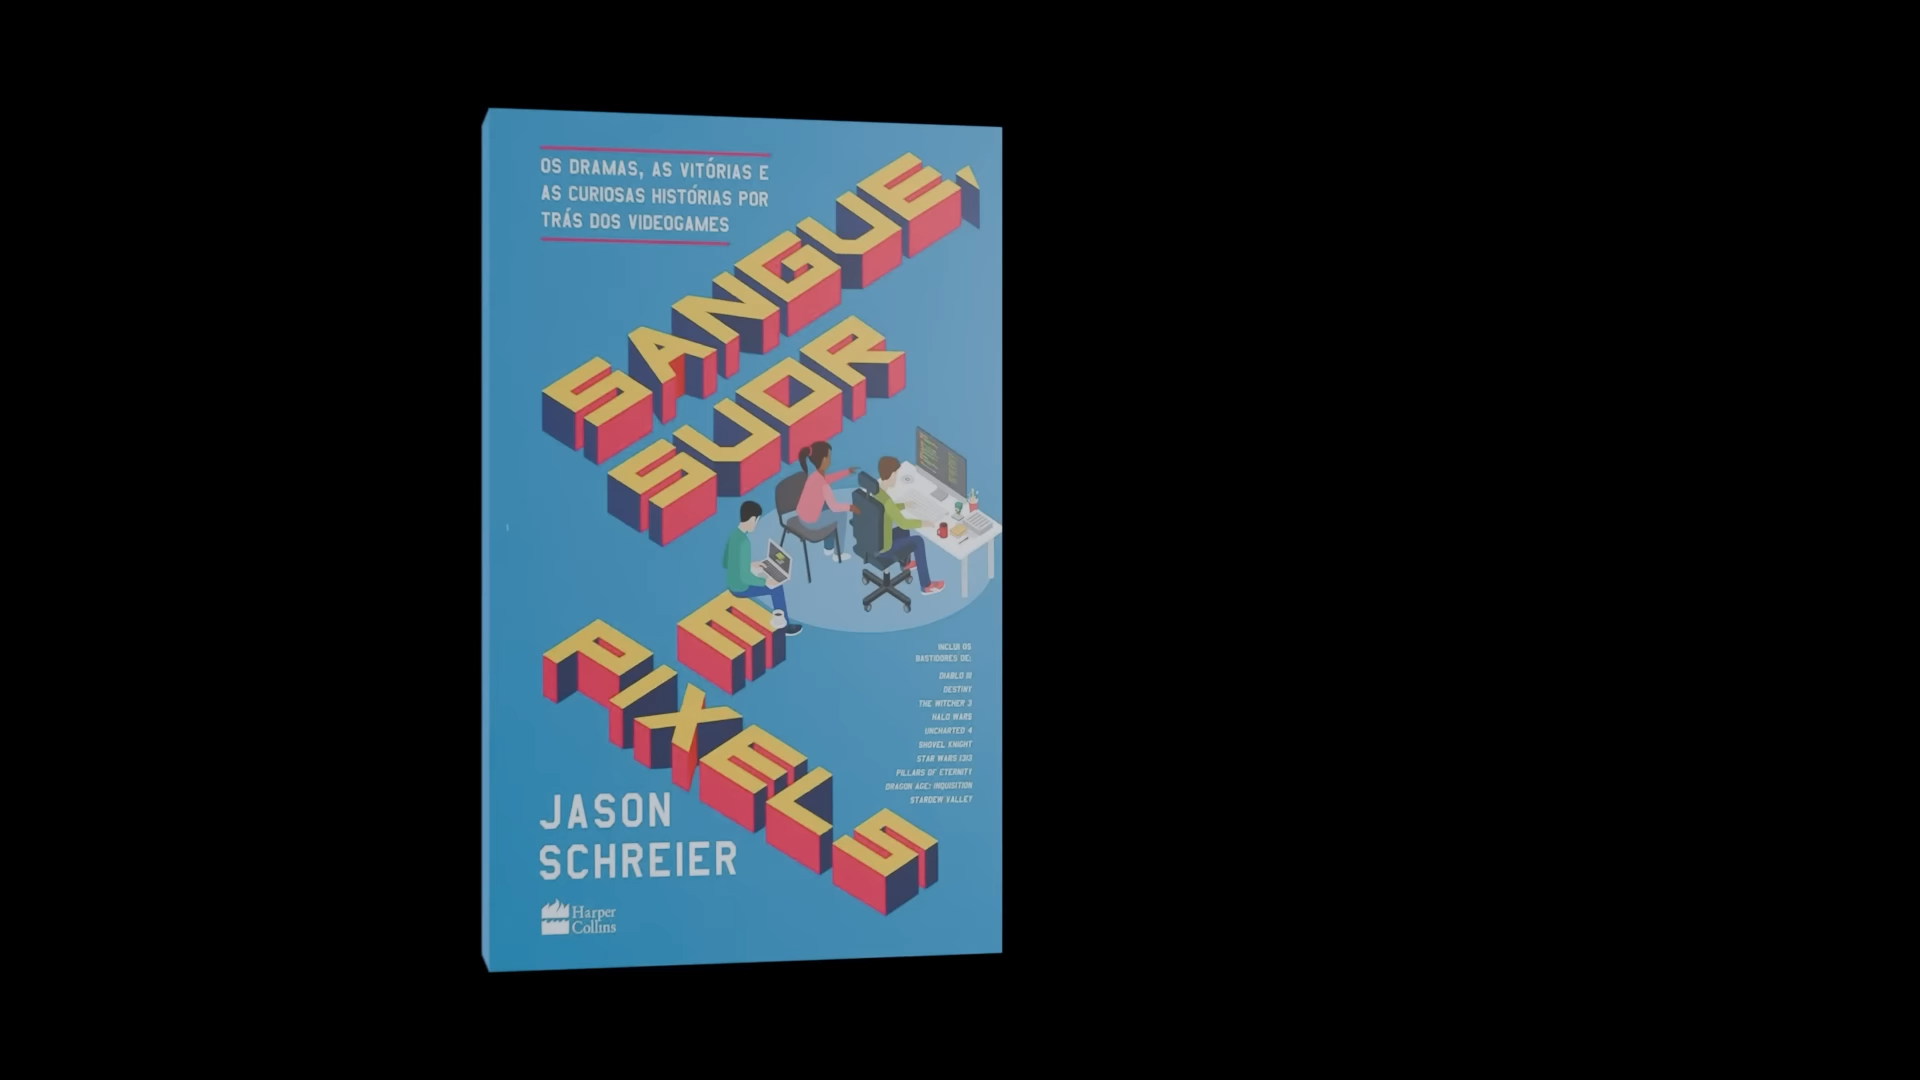 OS DRAMAS, AS VITÓRIAS E
AS CURIOSAS HISTÓRIAS POR
TRÁS DOS VIDEOGAMES
SANGUE,
SUOR
E
PIXELS
INCLUI OS
BASTIDORES DE:
DIABLO III
DESTINY
THE WITCHER 3
HALO WARS
UNCHARTED 4
SHOVEL KNIGHT
STAR WARS 1313
PILLARS OF ETERNITY
DRAGON AGE: INQUISITION
STARDEW VALLEY
JASON
SCHREIER
Harper
Collins